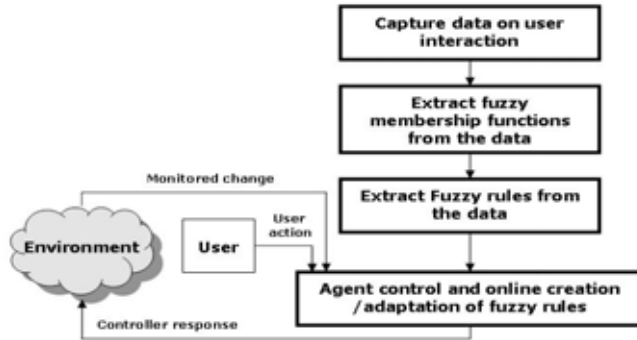 Capture data on user
interaction
Extract fuzzy
membership functions
from the data
Monitored change
Extract Fuzzy rules from
the data
User
action
Environment
User
Agent control and online creation
/adaptation of fuzzy rules
Controller response